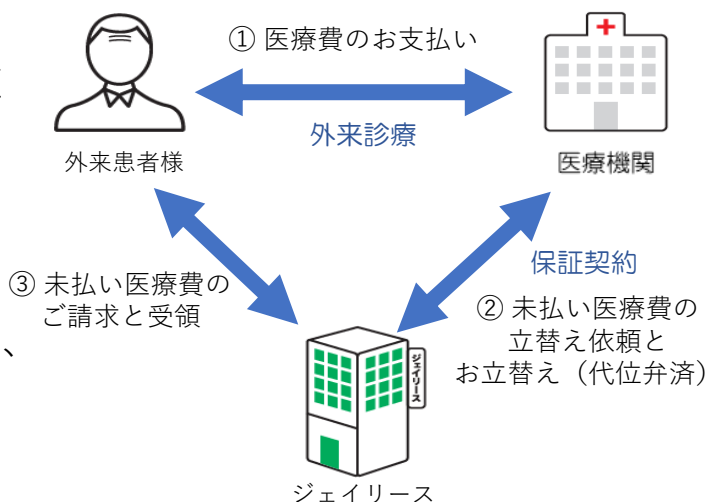 ① 医療費のお支払い
外来診療
外来患者様
医療機関
保証契約
③ 未払い医療費の
ご請求と受領
② 未払い医療費の
立替え依頼と
お立替え（代位弁済）
、
ジェイリース
ジェイリース